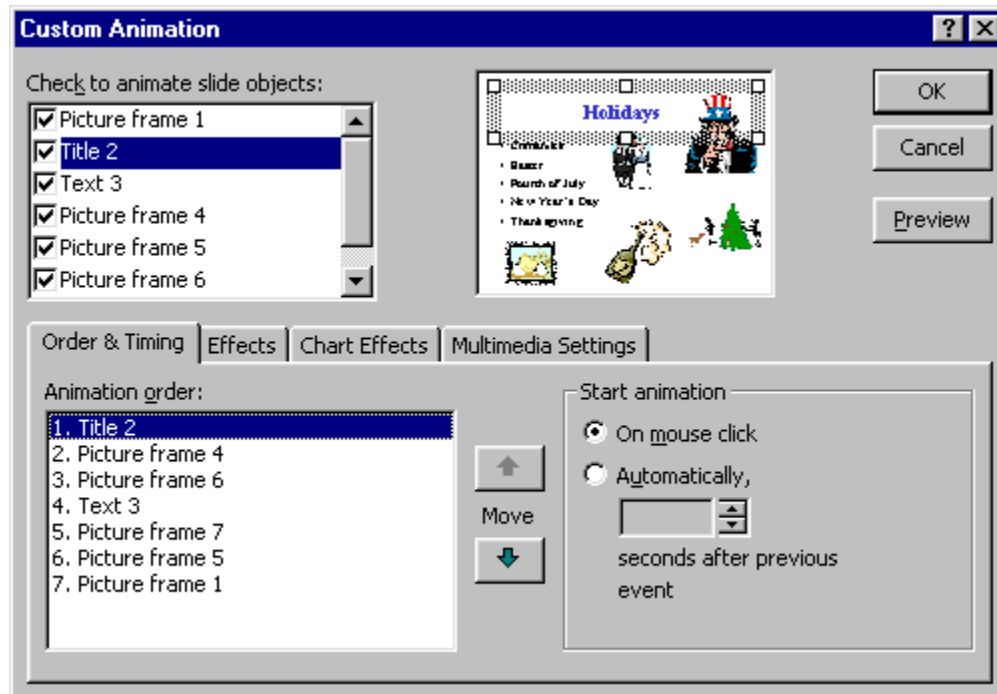 Custom Animation
Check to animate slide objects:
Picture frame 1
Title 2
Text 3
Picture frame 4
Picture frame 5
Picture frame 6
Holidays
Easter
Fourth of July
New Year's Day
Thanksgiving
OK
Cancel
Preview
Order & Timing
Effects
Chart Effects
Multimedia Settings
Animation order:
1. Title 2
2. Picture frame 4
3. Picture frame 6
4. Text 3
5. Picture frame 7
6. Picture frame 5
7. Picture frame 1
Move
Start animation
On mouse click
Automatically,
seconds after previous
event